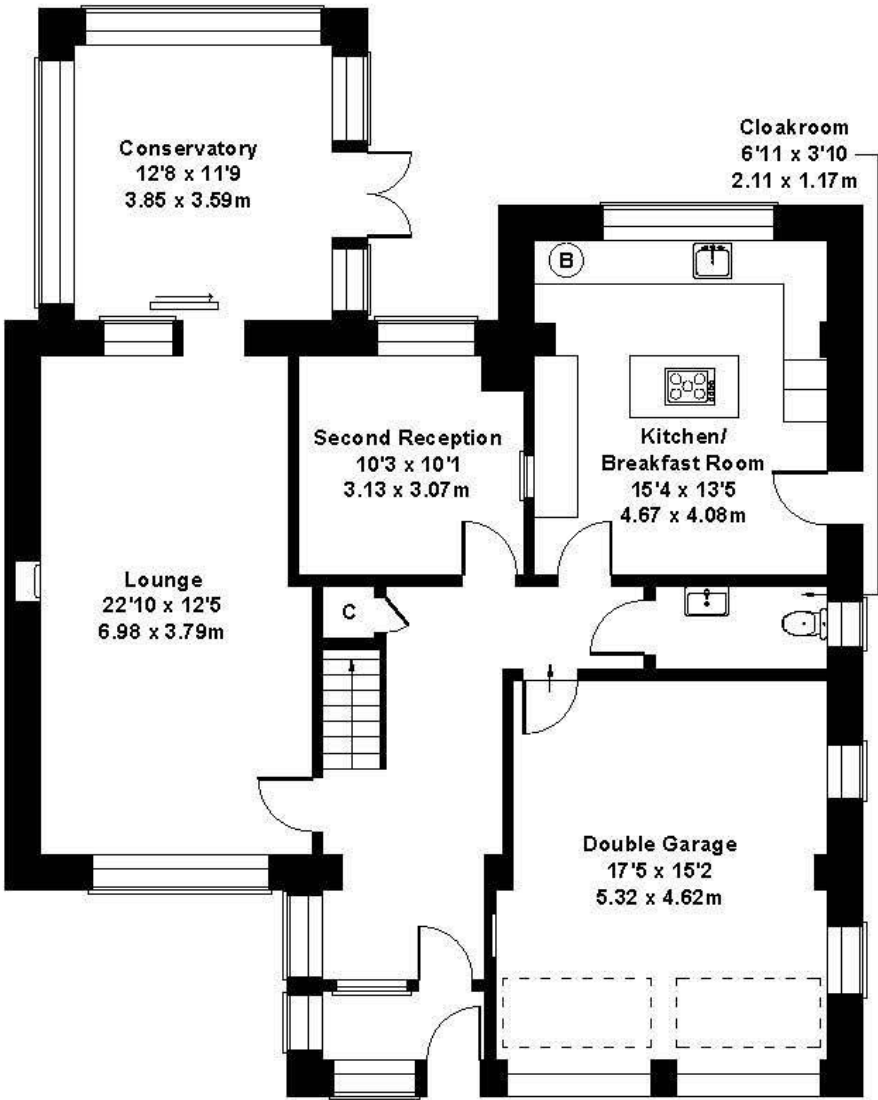 Conservatory
12'8 x 11'9
3.85 x 3.59m
Cloakroom
6'11 x 3'10
2.11 x 1.17m
B
Second Reception
10'3 x 10'1
3.13 x 3.07m
Kitchen/
Breakfast Room
15'4 x 13'5
4.67 x 4.08m
Lounge
22'10 x 12'5
6.98 x 3.79m
C
Double Garage
17'5 x 15'2
5.32 x 4.62m